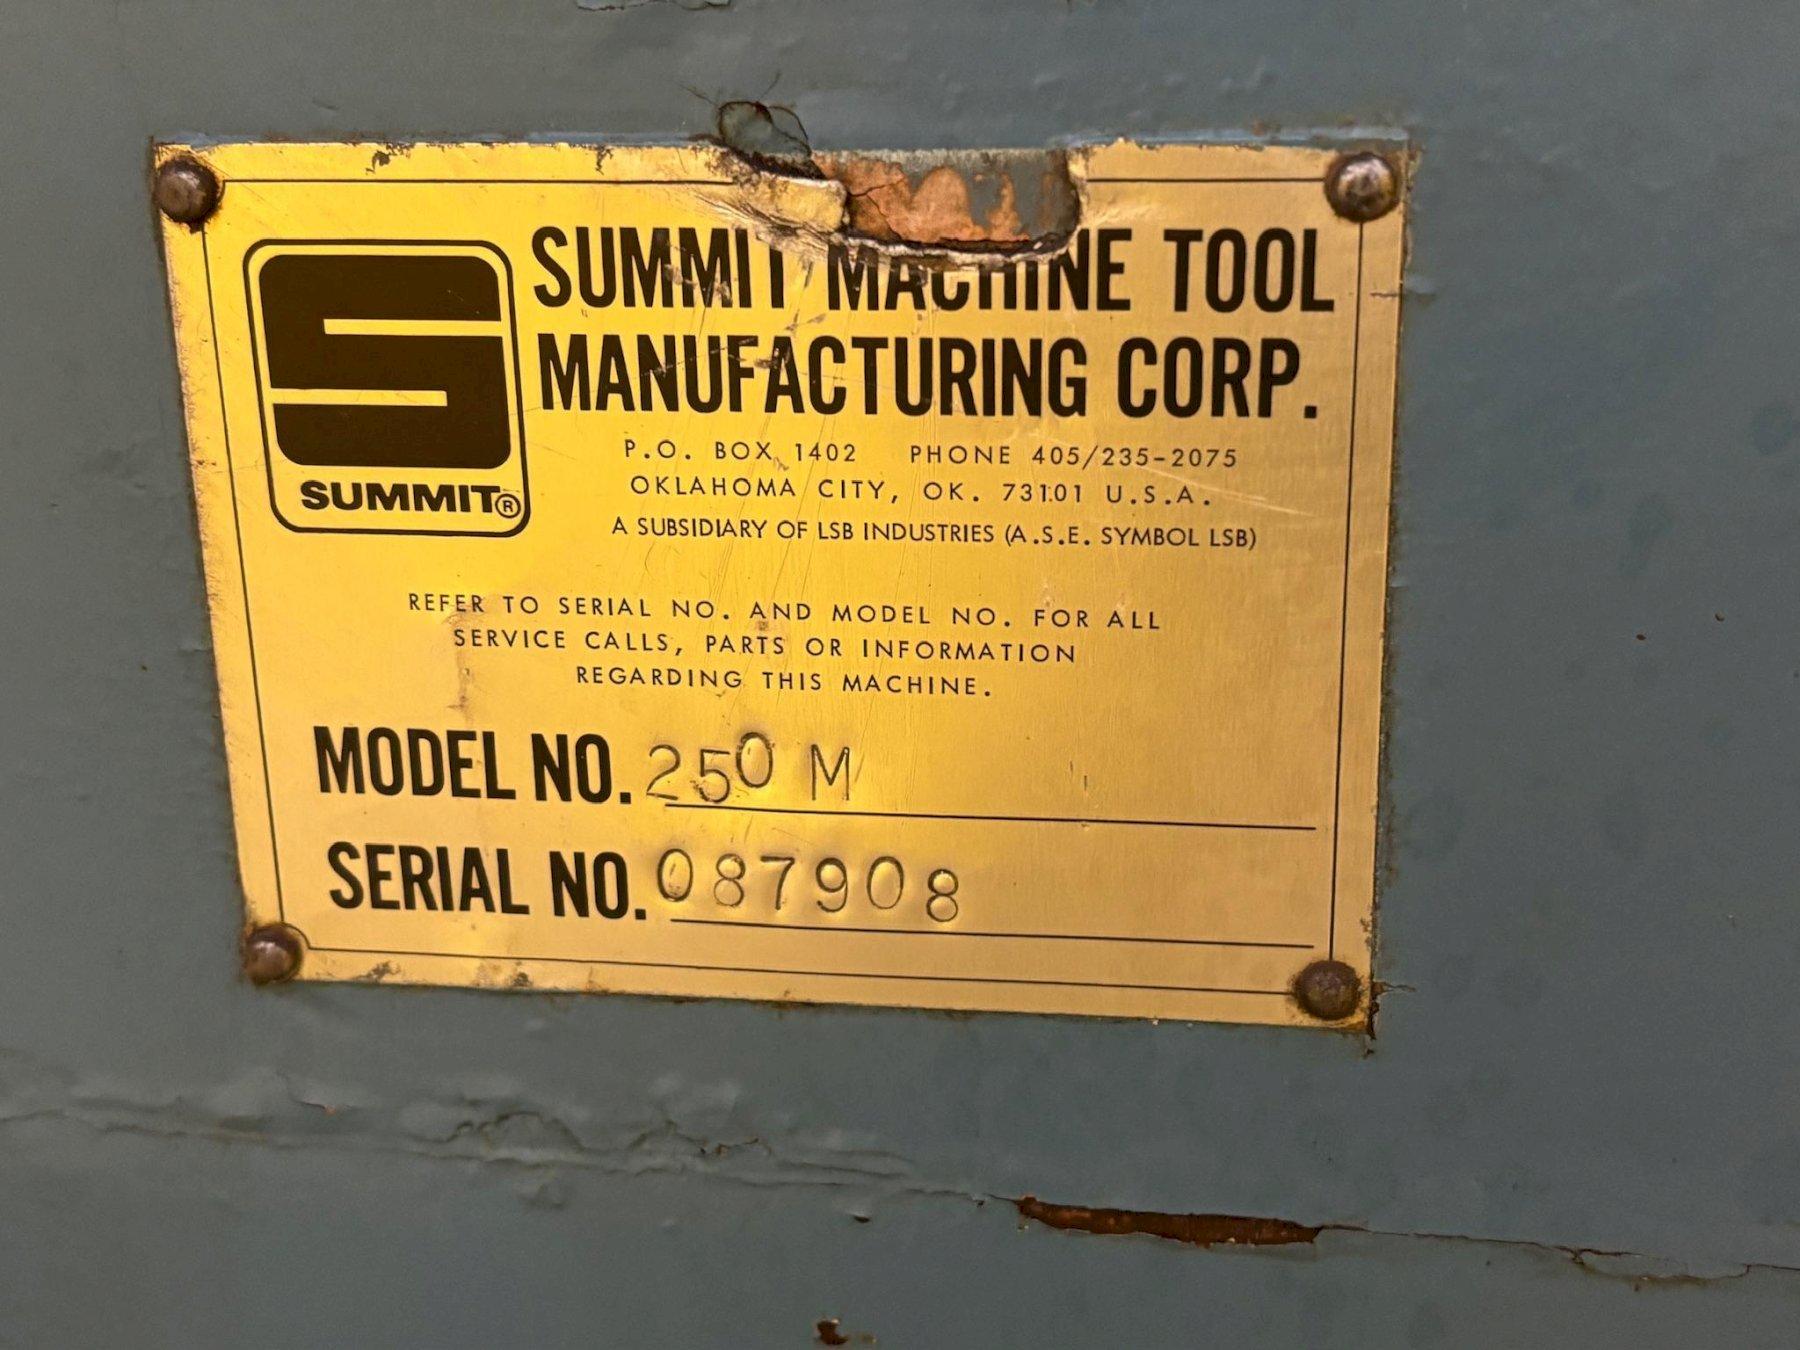 SUMMIT MACHINE TOOL
MANUFACTURING CORP.
P.O. BOX 1402 PHONE 405/235-2075
OKLAHOMA CITY, OK. 73101 U.S.A.
A SUBSIDIARY OF LSB INDUSTRIES (A.S.E. SYMBOL LSB)
S
SUMMIT®
REFER TO SERIAL NO. AND MODEL NO. FOR ALL
SERVICE CALLS, PARTS OR INFORMATION
REGARDING THIS MACHINE.
MODEL NO. 250 M
SERIAL NO. 087908